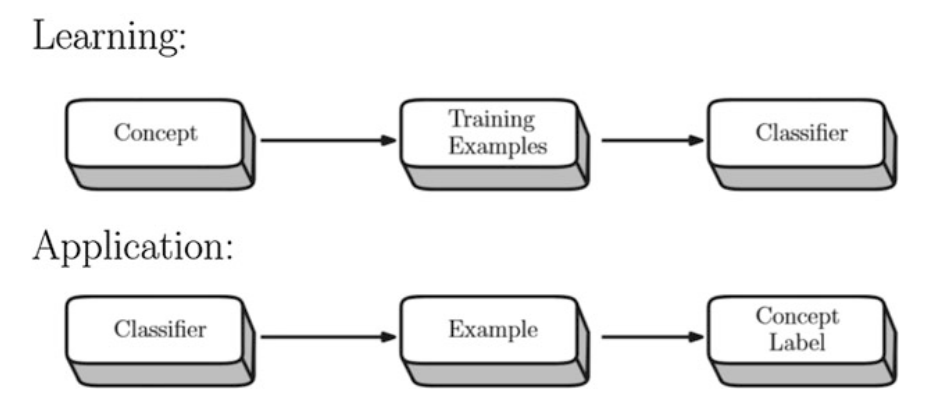 Learning:
Concept
Training
Examples
Classifier
Application:
Classifier
Example
Concept
Label